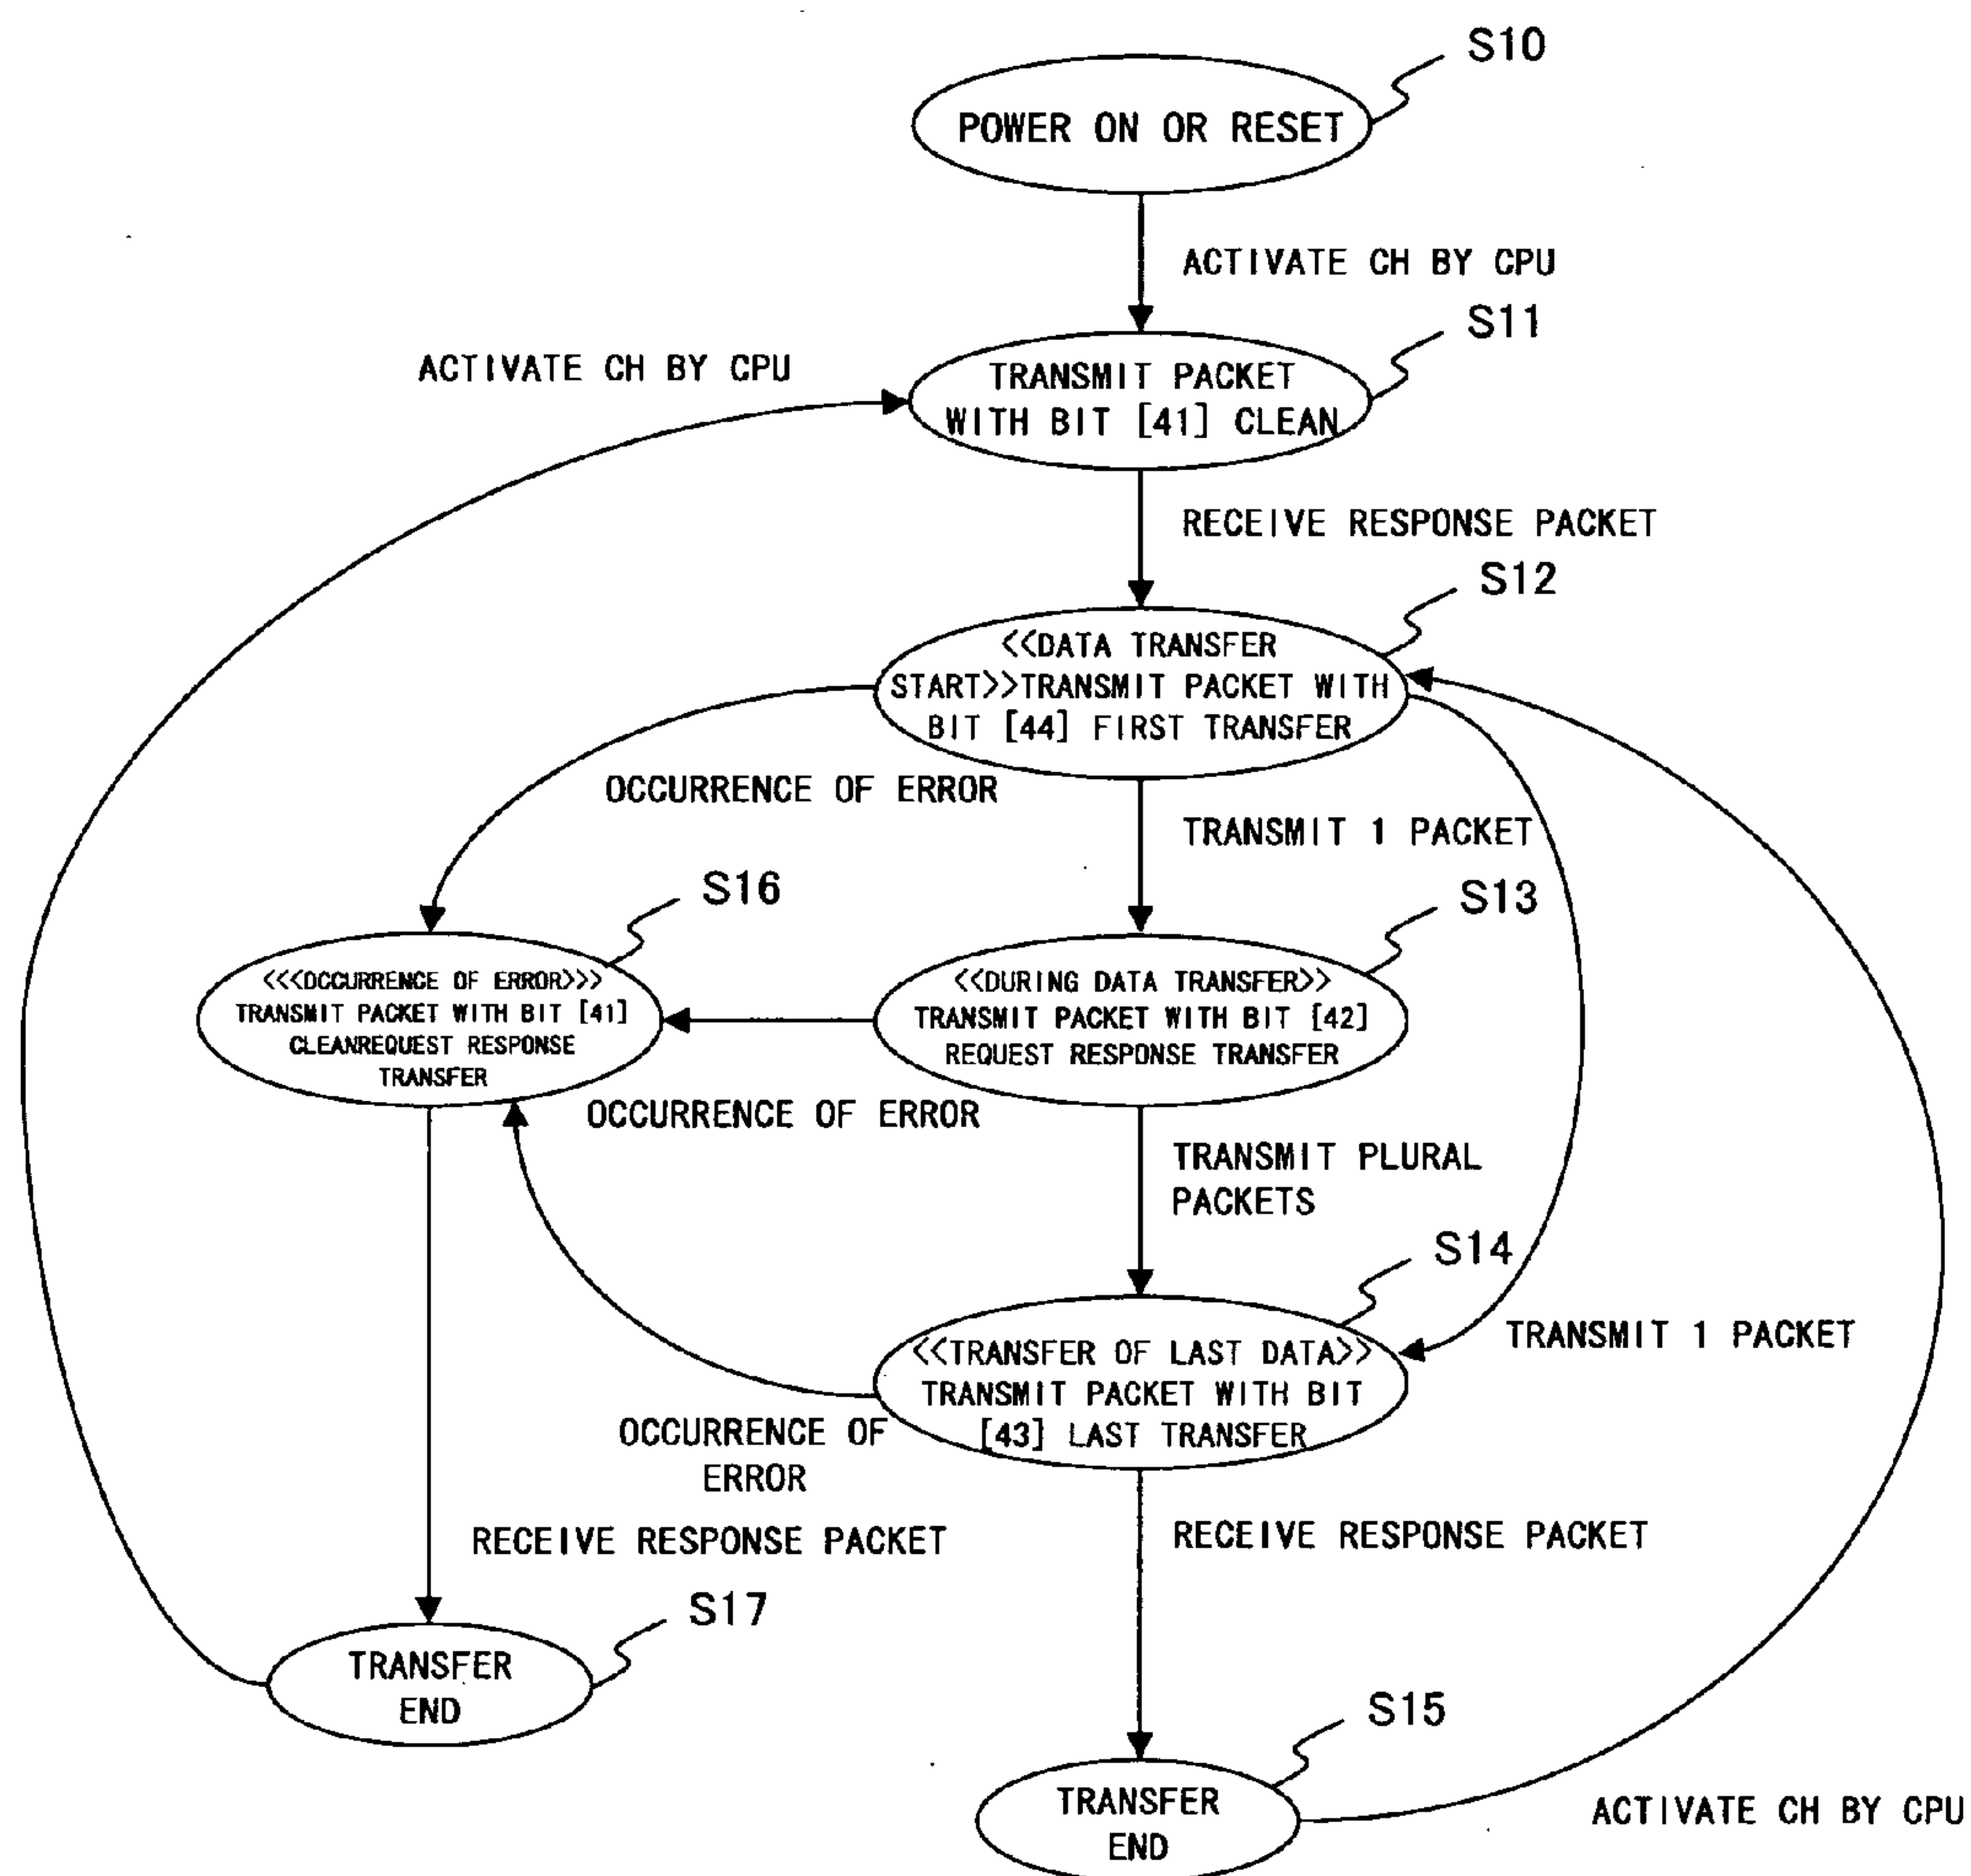 S10
POWER ON OR RESET
ACTIVATE CH BY CPU
S11
ACTIVATE CH BY CPU
TRANSMIT PACKET
WITH BIT [41] CLEAN
RECEIVE RESPONSE PACKET
S12
<<DATA TRANSFER
START>>TRANSMIT PACKET WITH
BIT [44] FIRST TRANSFER
OCCURRENCE OF ERROR
TRANSMIT 1 PACKET
S16
S13
<<<OCCURRENCE OF ERROR>>>
TRANSMIT PACKET WITH BIT [41]
CLEANREQUEST RESPONSE
TRANSFER
<<DURING DATA TRANSFER>>
TRANSMIT PACKET WITH BIT [42]
REQUEST RESPONSE TRANSFER
OCCURRENCE OF ERROR
TRANSMIT PLURAL
PACKETS
S14
TRANSMIT 1 PACKET
<<TRANSFER OF LAST DATA>>
TRANSMIT PACKET WITH BIT
[43] LAST TRANSFER
OCCURRENCE OF
ERROR
RECEIVE RESPONSE PACKET
RECEIVE RESPONSE PACKET
S17
TRANSFER
END
S15
TRANSFER
END
ACTIVATE CH BY CPU